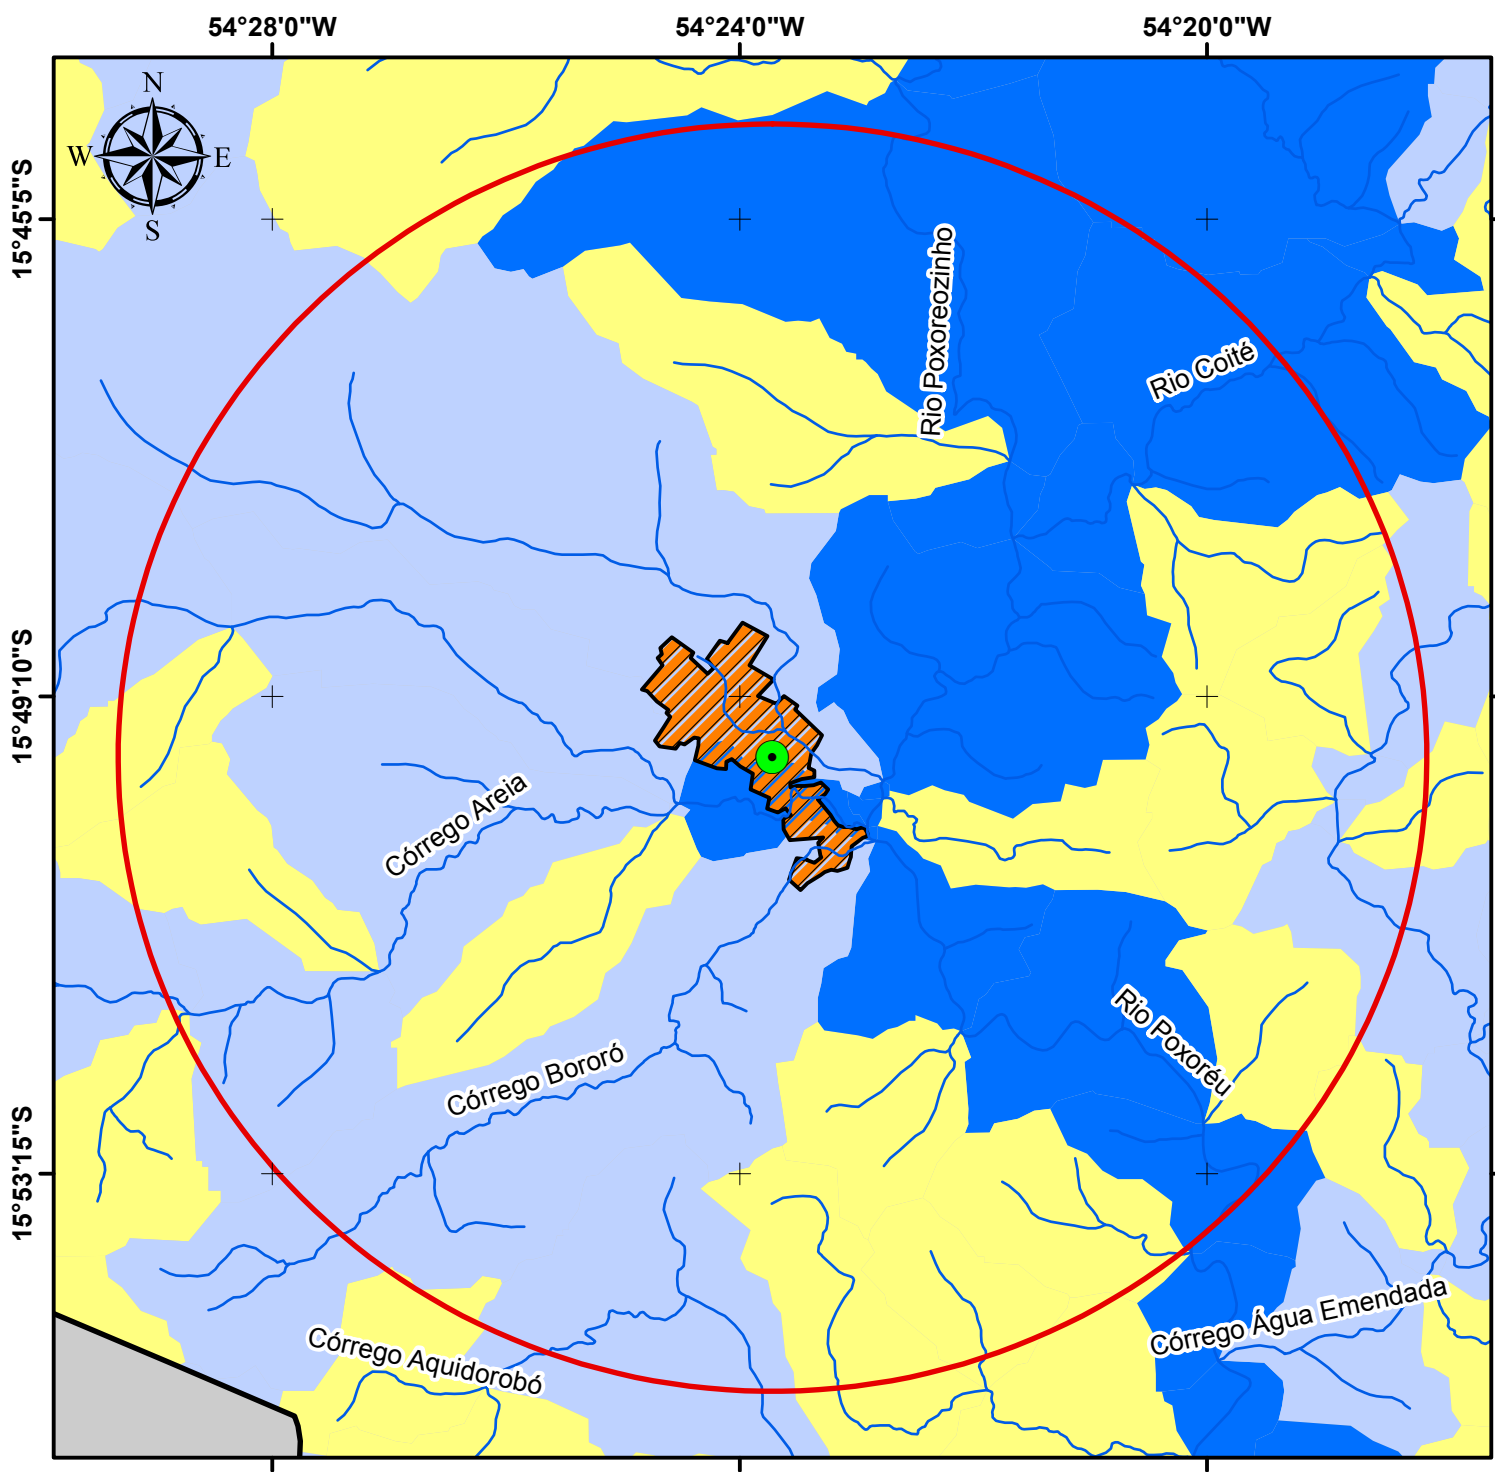 54°28'0"W
54°24'0"W
54°20'0"W
N
W
E
S
15°45'5"S
Rio Poxoreozinho
Rio Coité
15°49'10"S
Córrego Areia
Rio Poxoréu
Córrego Bororó
15°53'15"S
Córrego Água Emendada
Córrego Aquidorobó